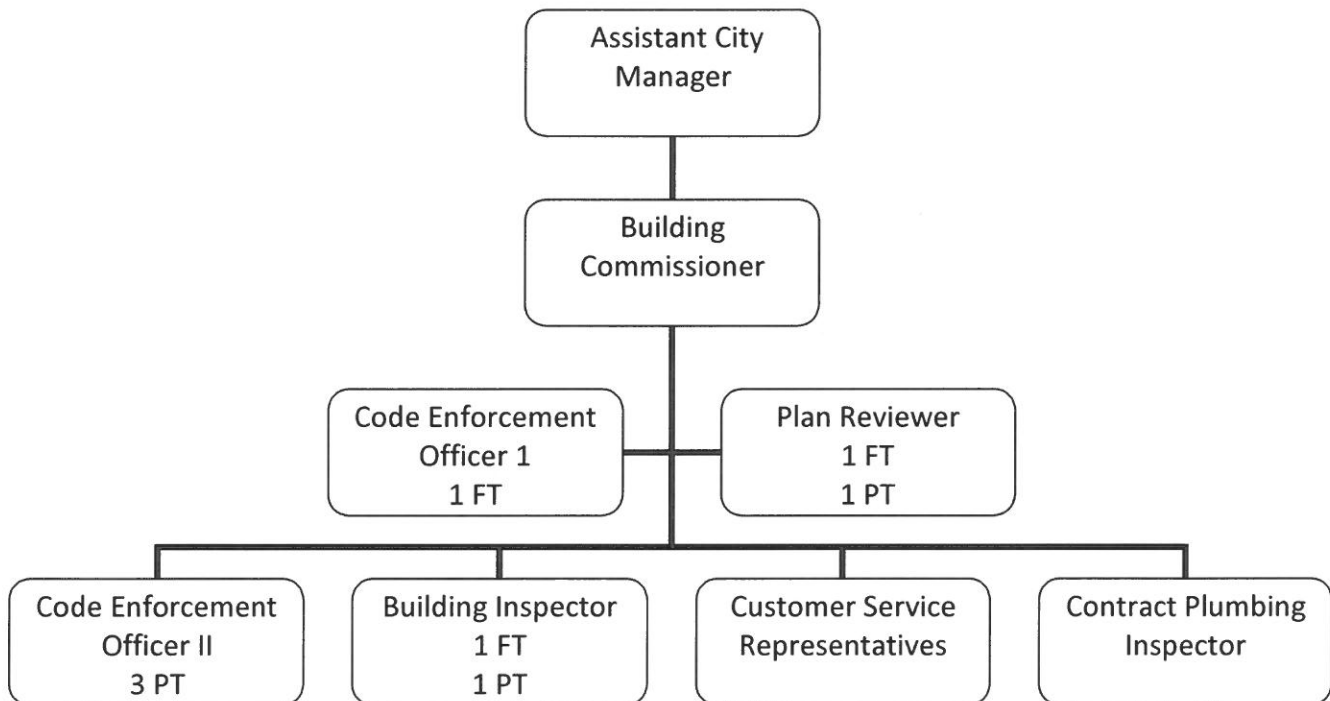 Assistant City
Manager
Building
Commissioner
Code Enforcement
Officer 1
1 FT
Plan Reviewer
1 FT
1 PT
Code Enforcement
Officer II
3 PT
Building Inspector
1 FT
1 PT
Customer Service
Representatives
Contract Plumbing
Inspector